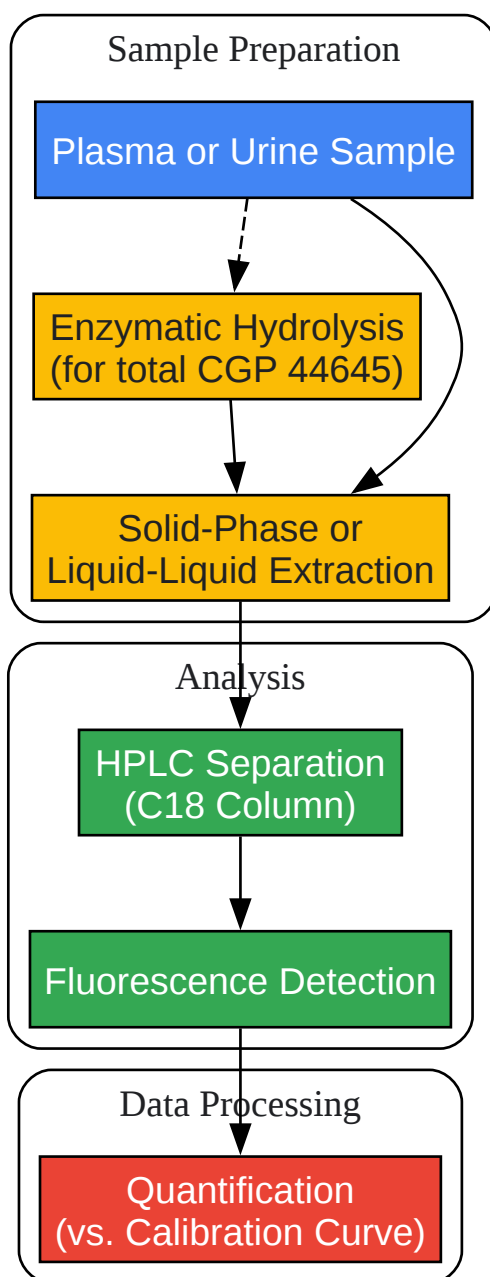 Sample Preparation
Plasma or Urine Sample
Enzymatic Hydrolysis
(for total CGP 44645)
Solid-Phase or
Liquid-Liquid Extraction
Analysis
HPLC Separation
(C18 Column)
Fluorescence Detection
Data Processing
Quantification
(vs. Calibration Curve)